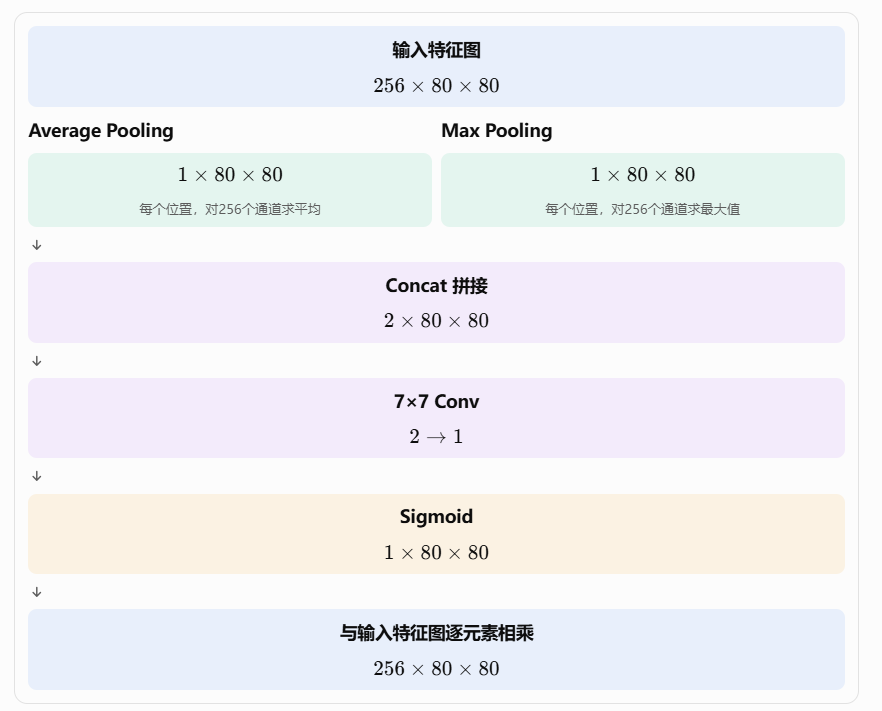 输入特征图
256 × 80 × 80
Average Pooling
Max Pooling
1 × 80 × 80
每个位置，对256个通道求平均
1 × 80 × 80
每个位置，对256个通道求最大值
↓
Concat 拼接
2 × 80 × 80
↓
7×7 Conv
2 → 1
↓
Sigmoid
1 × 80 × 80
↓
与输入特征图逐元素相乘
256 × 80 × 80